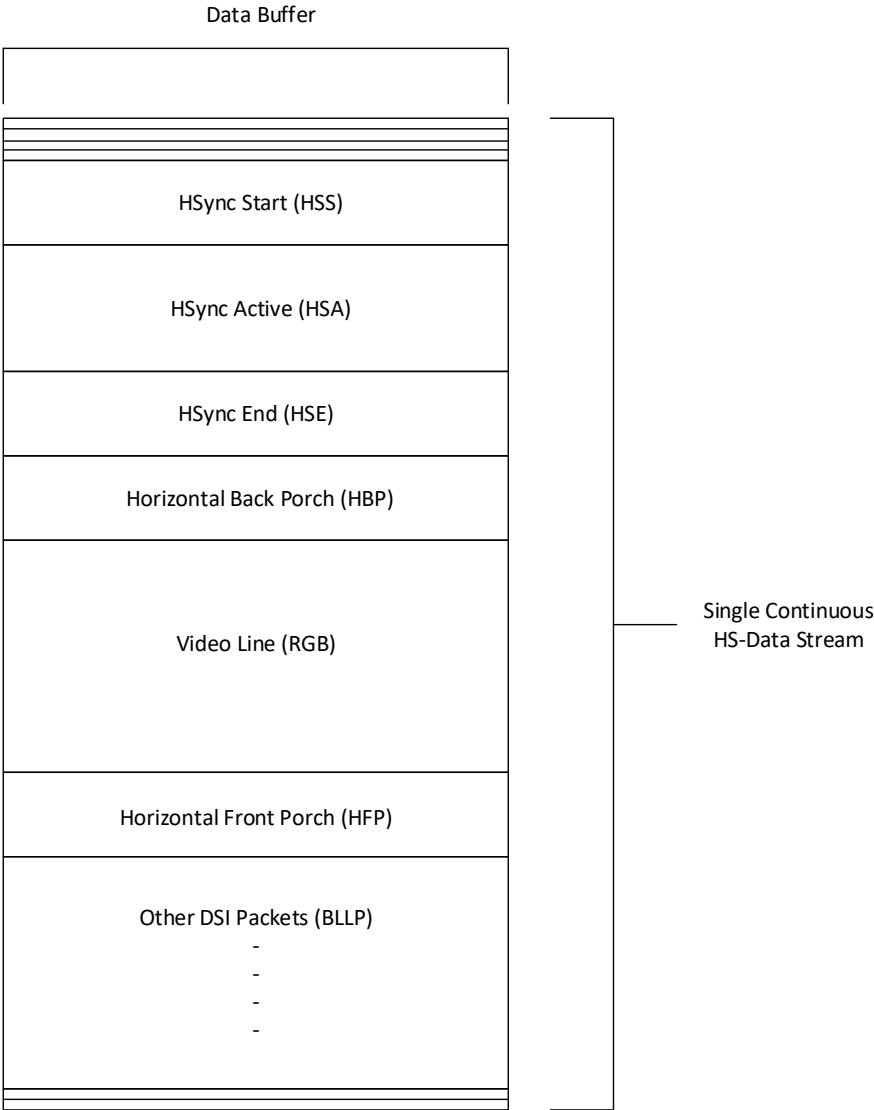 Data Buffer
HSync Start (HSS)
HSync Active (HSA)
HSync End (HSE)
Horizontal Back Porch (HBP)
Video Line (RGB)
Single Continuous
HS-Data Stream
Horizontal Front Porch (HFP)
Other DSI Packets (BLLP)
-
-
-
-